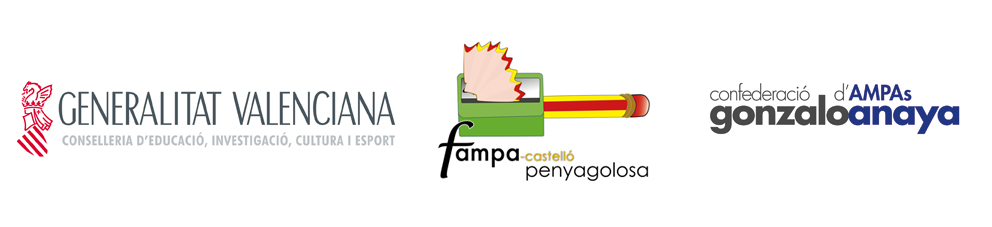 GENERALITAT VALENCIANA
CONSELLERIA D'EDUCACIÓ, INVESTIGACIÓ, CULTURA I ESPORT
fampa-castelló
penyagolosa
confederació d'AMPAs
gonzaloanaya